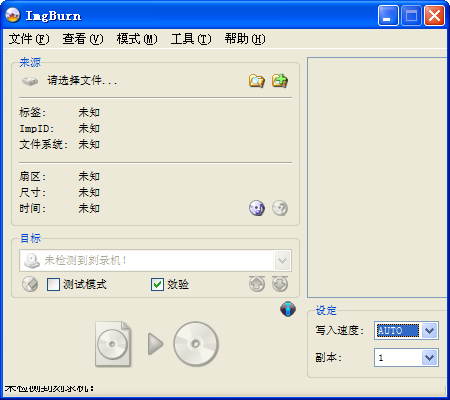 ImgBurn
文件(F) 查看(V) 模式(M) 工具(T) 帮助(H)
来源
请选择文件...
标签: 未知
ImpID: 未知
文件系统: 未知
扇区: 未知
尺寸: 未知
时间: 未知
目标
未检测到刻录机!
测试模式 效验
设定
写入速度: AUTO
副本: 1
未检测到刻录机!